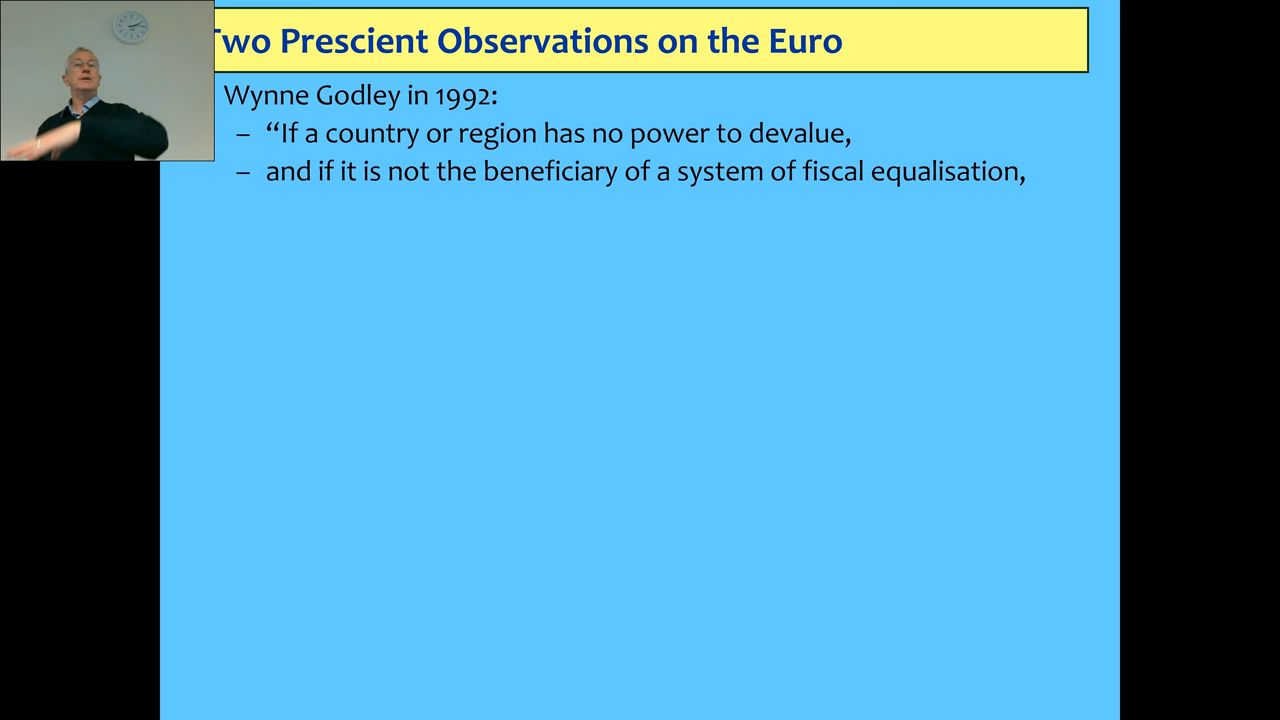 Two Prescient Observations on the Euro
Wynne Godley in 1992:
– “If a country or region has no power to devalue,
– and if it is not the beneficiary of a system of fiscal equalisation,